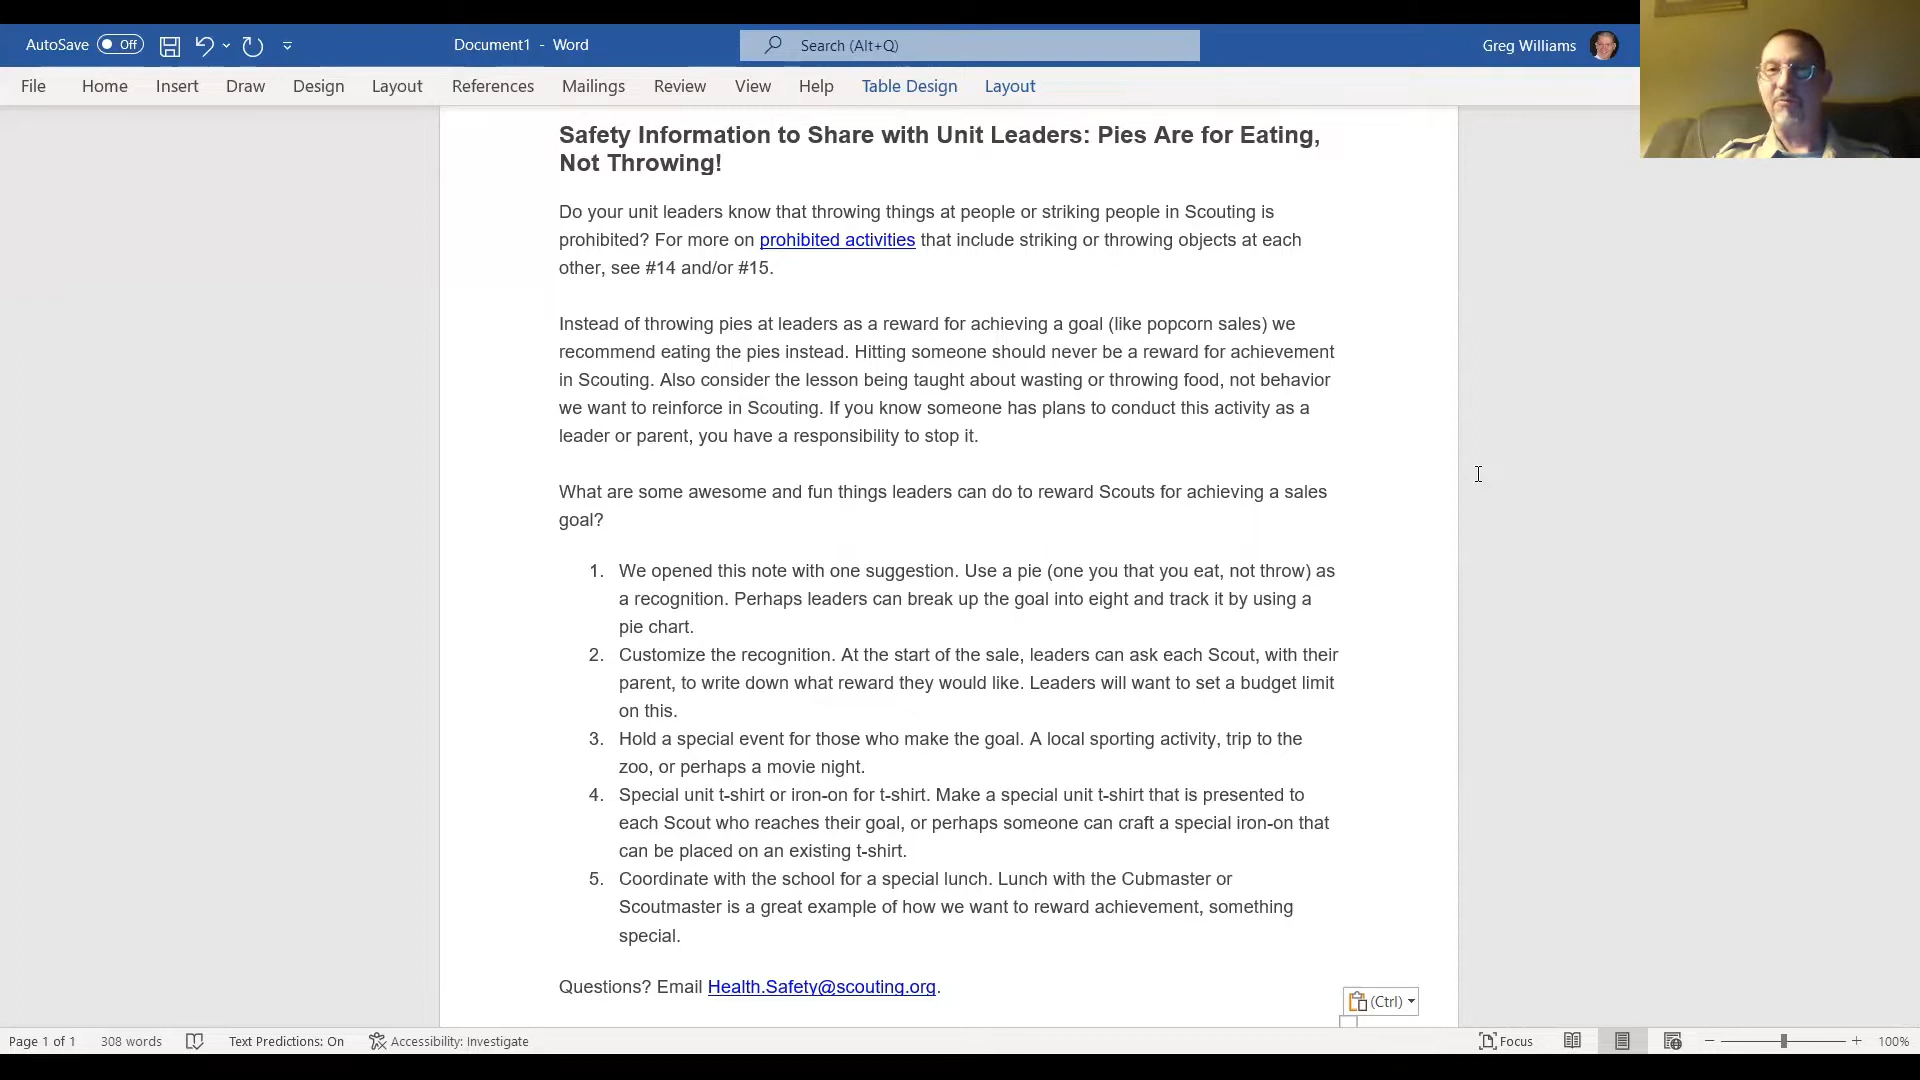 AutoSave Off
Document1 - Word
Search (Alt+Q)
Greg Williams
File Home Insert Draw Design Layout References Mailings Review View Help Table Design Layout
Safety Information to Share with Unit Leaders: Pies Are for Eating,
Not Throwing!
Do your unit leaders know that throwing things at people or striking people in Scouting is
prohibited? For more on prohibited activities that include striking or throwing objects at each
other, see #14 and/or #15.
Instead of throwing pies at leaders as a reward for achieving a goal (like popcorn sales) we
recommend eating the pies instead. Hitting someone should never be a reward for achievement
in Scouting. Also consider the lesson being taught about wasting or throwing food, not behavior
we want to reinforce in Scouting. If you know someone has plans to conduct this activity as a
leader or parent, you have a responsibility to stop it.
What are some awesome and fun things leaders can do to reward Scouts for achieving a sales
goal?
1. We opened this note with one suggestion. Use a pie (one you that you eat, not throw) as
a recognition. Perhaps leaders can break up the goal into eight and track it by using a
pie chart.
2. Customize the recognition. At the start of the sale, leaders can ask each Scout, with their
parent, to write down what reward they would like. Leaders will want to set a budget limit
on this.
3. Hold a special event for those who make the goal. A local sporting activity, trip to the
zoo, or perhaps a movie night.
4. Special unit t-shirt or iron-on for t-shirt. Make a special unit t-shirt that is presented to
each Scout who reaches their goal, or perhaps someone can craft a special iron-on that
can be placed on an existing t-shirt.
5. Coordinate with the school for a special lunch. Lunch with the Cubmaster or
Scoutmaster is a great example of how we want to reward achievement, something
special.
Questions? Email Health.Safety@scouting.org.
(Ctrl)
Page 1 of 1 308 words Text Predictions: On Accessibility: Investigate Focus 100%